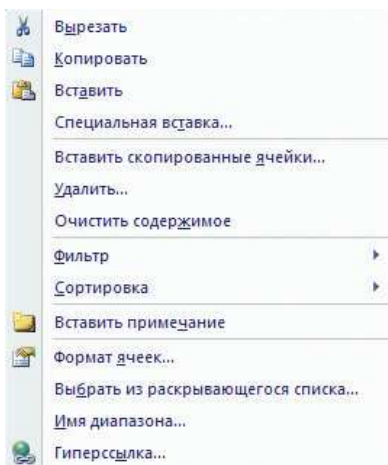 Вырезать
Копировать
Вставить
Специальная вставка...
Вставить скопированные ячейки...
Удалить...
Очистить содержимое
Фильтр
Сортировка
Вставить примечание
Формат ячеек...
Выбрать из раскрывающегося списка...
Имя диапазона...
Гиперссылка...